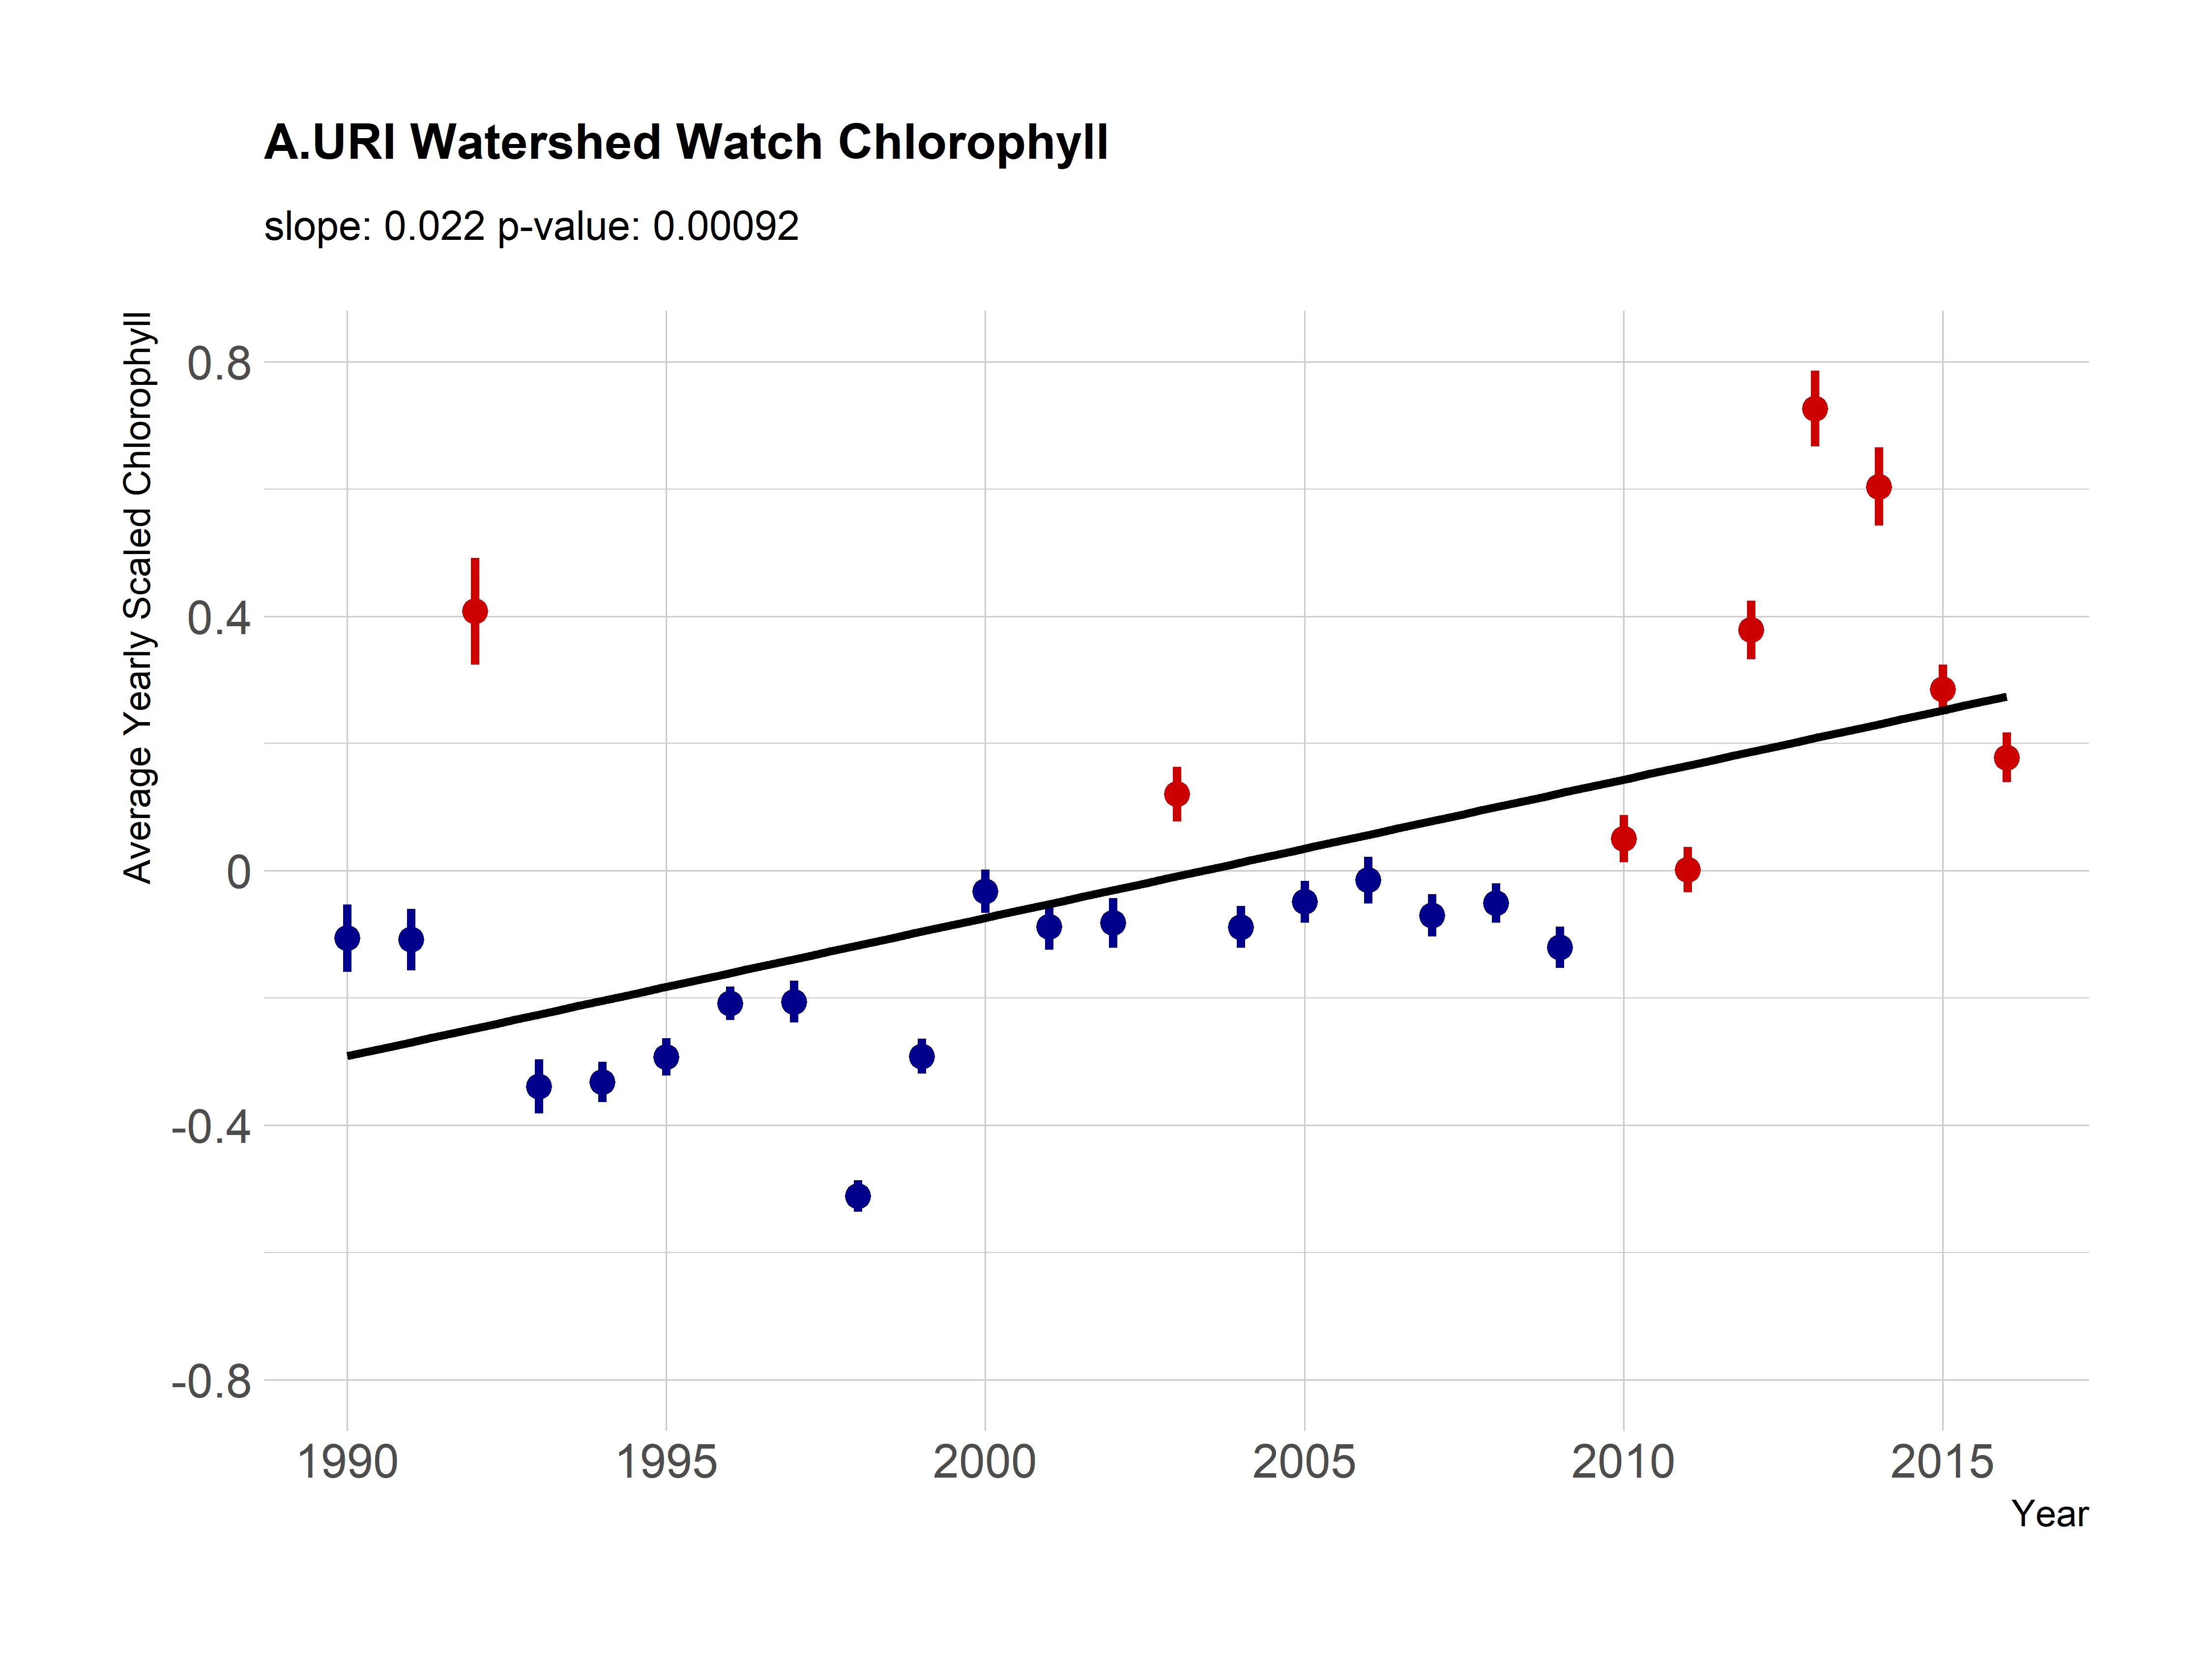 A.URI Watershed Watch Chlorophyll
slope: 0.022 p-value: 0.00092
Average Yearly Scaled Chlorophyll
0.8
0.4
0
-0.4
-0.8
1990 1995 2000 2005 2010 2015
Year